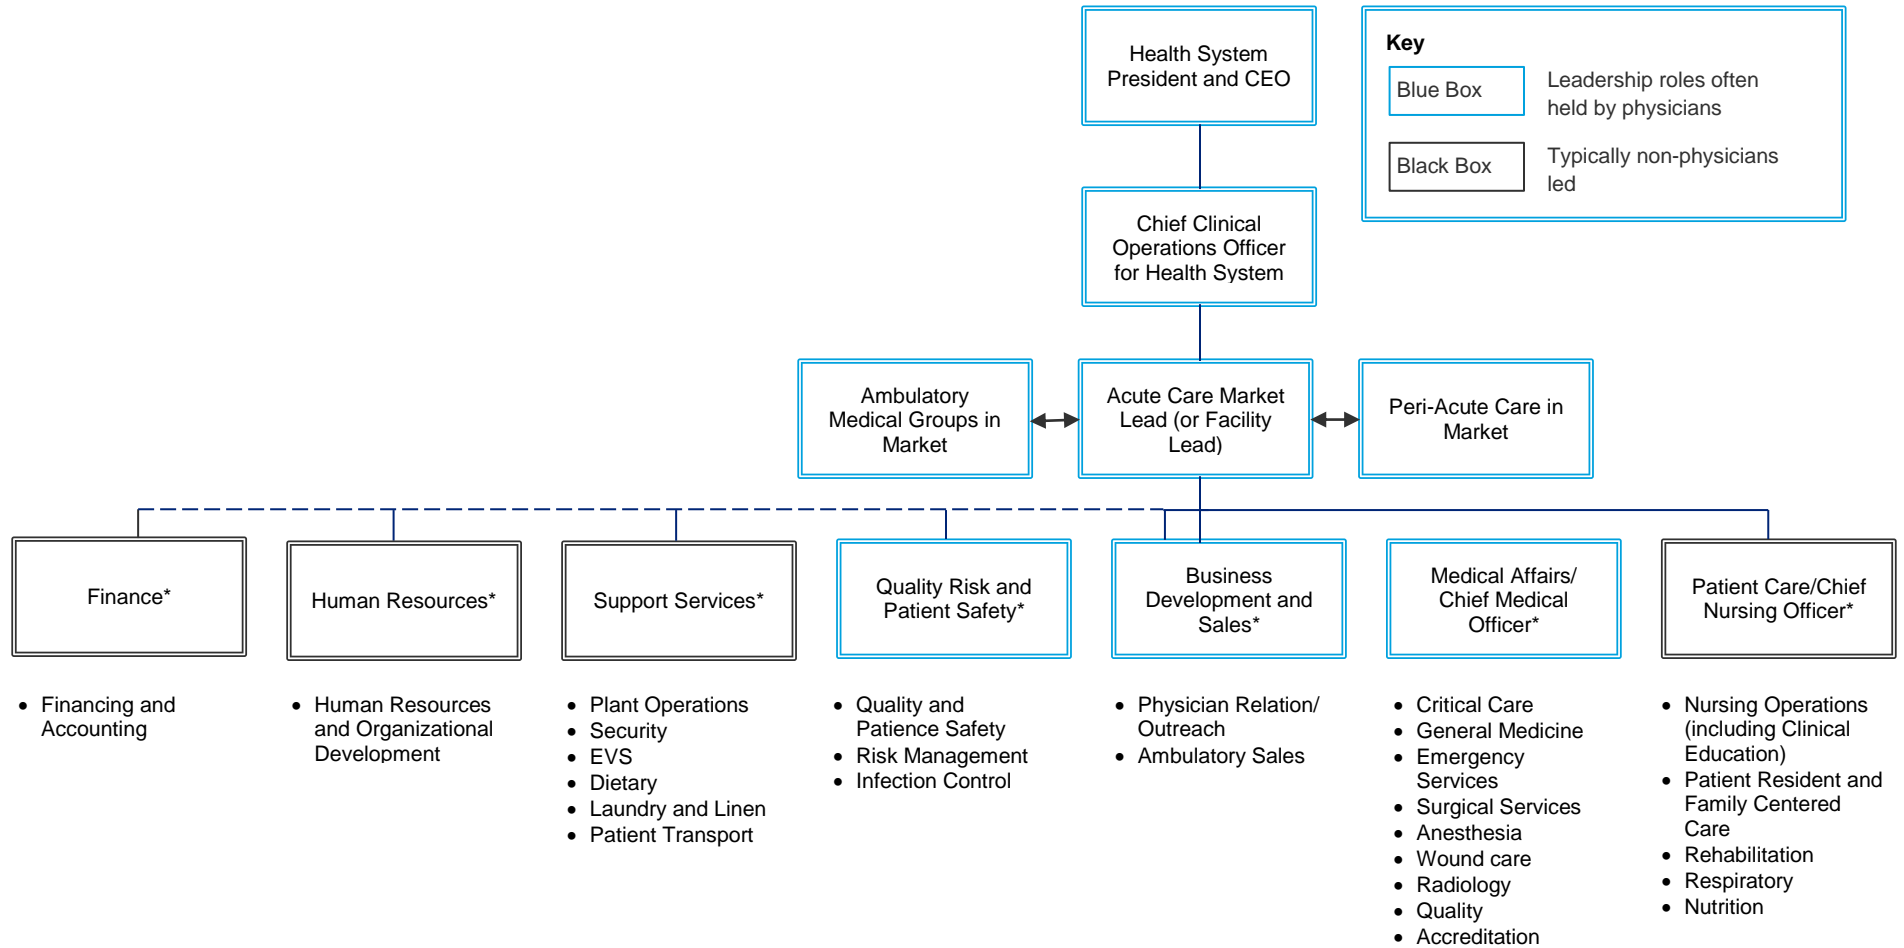 Health System
President and CEO
Key
Blue Box
Leadership roles often
held by physicians
Black Box
Typically non-physicians
led
Chief Clinical
Operations Officer
for Health System
Ambulatory
Medical Groups in
Market
Acute Care Market
Lead (or Facility
Lead)
Peri-Acute Care in
Market
Finance*
Human Resources*
Support Services*
Quality Risk and
Patient Safety*
Business
Development and
Sales*
Medical Affairs/
Chief Medical
Officer*
Patient Care/Chief
Nursing Officer*
• Financing and
Accounting
• Human Resources
and Organizational
Development
• Plant Operations
• Security
• EVS
• Dietary
• Laundry and Linen
• Patient Transport
• Quality and
Patience Safety
• Risk Management
• Infection Control
• Physician Relation/
Outreach
• Ambulatory Sales
• Critical Care
• General Medicine
• Emergency
Services
• Surgical Services
• Anesthesia
• Wound care
• Radiology
• Quality
• Accreditation
• Nursing Operations
(including Clinical
Education)
• Patient Resident and
Family Centered
Care
• Rehabilitation
• Respiratory
• Nutrition